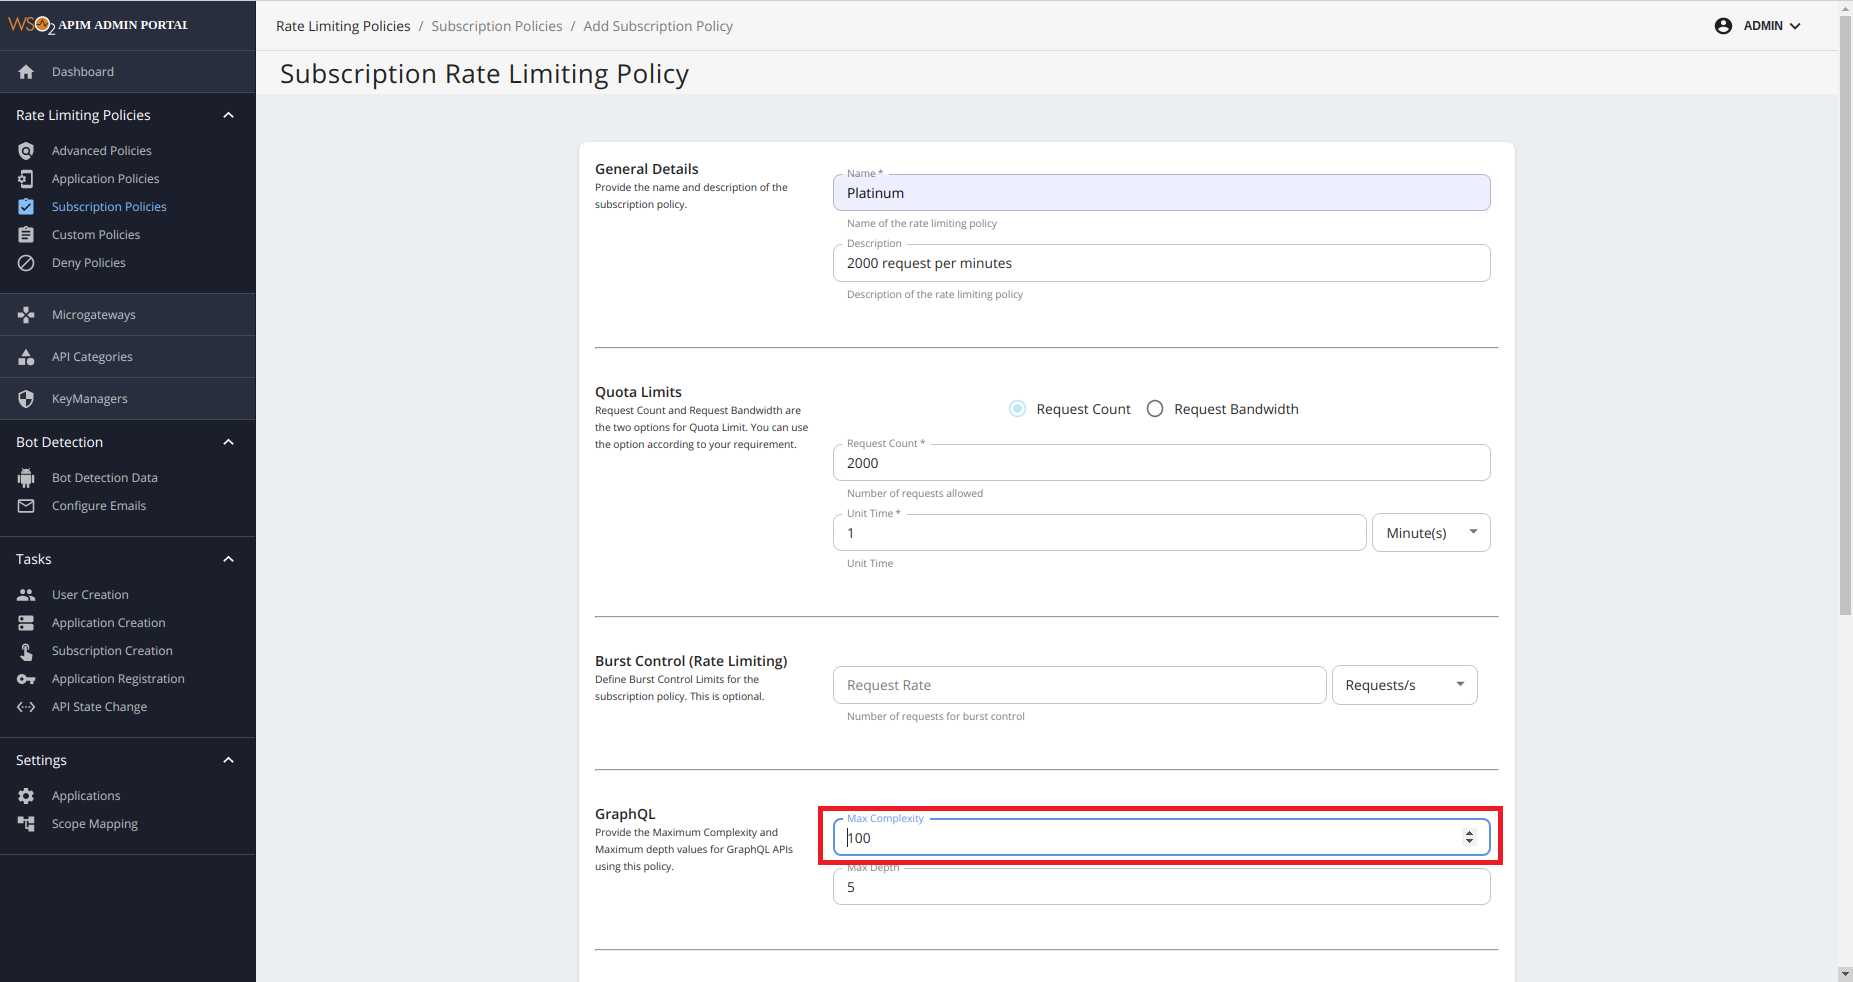 WSO2 APIM ADMIN PORTAL
Rate Limiting Policies / Subscription Policies / Add Subscription Policy
ADMIN
Subscription Rate Limiting Policy
Dashboard
Rate Limiting Policies
Advanced Policies
Application Policies
Subscription Policies
Custom Policies
Deny Policies
Microgateways
API Categories
KeyManagers
Bot Detection
Bot Detection Data
Configure Emails
Tasks
User Creation
Application Creation
Subscription Creation
Application Registration
API State Change
Settings
Applications
Scope Mapping
General Details
Provide the name and description of the
subscription policy.
Name *
Platinum
Name of the rate limiting policy
Description
2000 request per minutes
Description of the rate limiting policy
Quota Limits
Request Count and Request Bandwidth are
the two options for Quota Limit. You can use
the option according to your requirement.
Request Count
Request Bandwidth
Request Count *
2000
Number of requests allowed
Unit Time *
1
Minute(s)
Unit Time
Burst Control (Rate Limiting)
Define Burst Control Limits for the
subscription policy. This is optional.
Request Rate
Requests/s
Number of requests for burst control
GraphQL
Provide the Maximum Complexity and
Maximum depth values for GraphQL APIs
using this policy.
Max Complexity
100
Max Depth
5